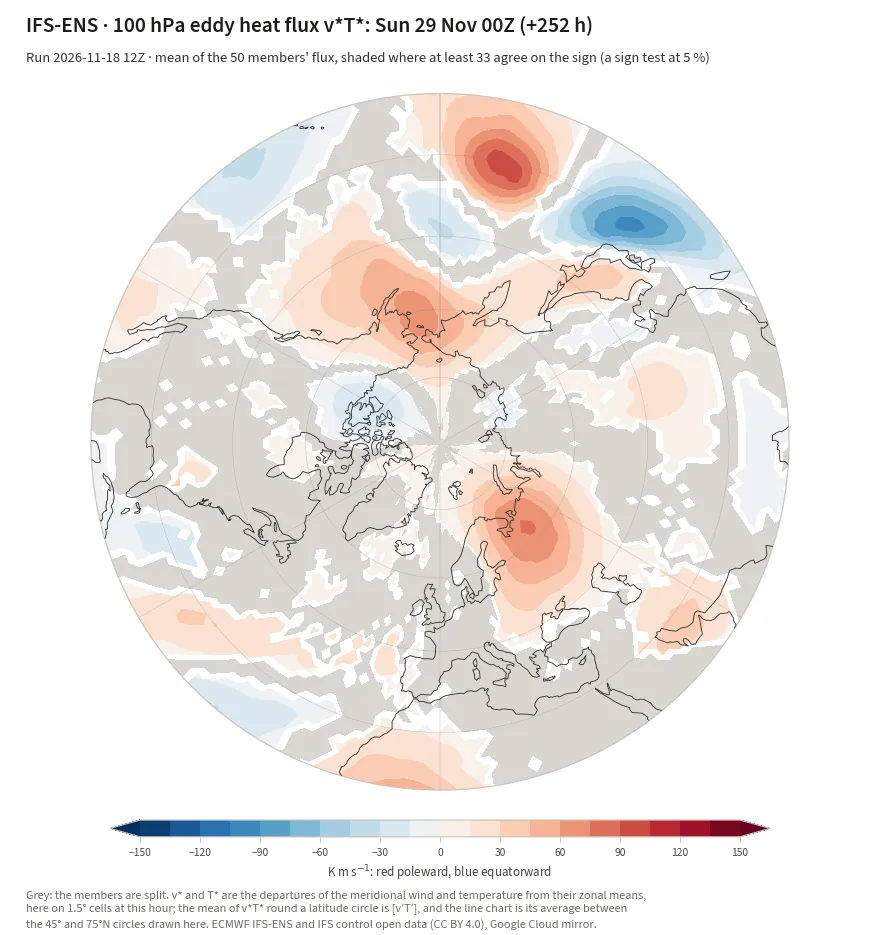 IFS-ENS · 100 hPa eddy heat flux v*T*: Sun 29 Nov 00Z (+252 h)
Run 2026-11-18 12Z · mean of the 50 members' flux, shaded where at least 33 agree on the sign (a sign test at 5 %)
−150 −120 −90 −60 −30 0 30 60 90 120 150
K m s⁻¹: red poleward, blue equatorward
Grey: the members are split. v* and T* are the departures of the meridional wind and temperature from their zonal means,
here on 1.5° cells at this hour; the mean of v*T* round a latitude circle is [v′T′], and the line chart is its average between
the 45° and 75°N circles drawn here. ECMWF IFS-ENS and IFS control open data (CC BY 4.0), Google Cloud mirror.